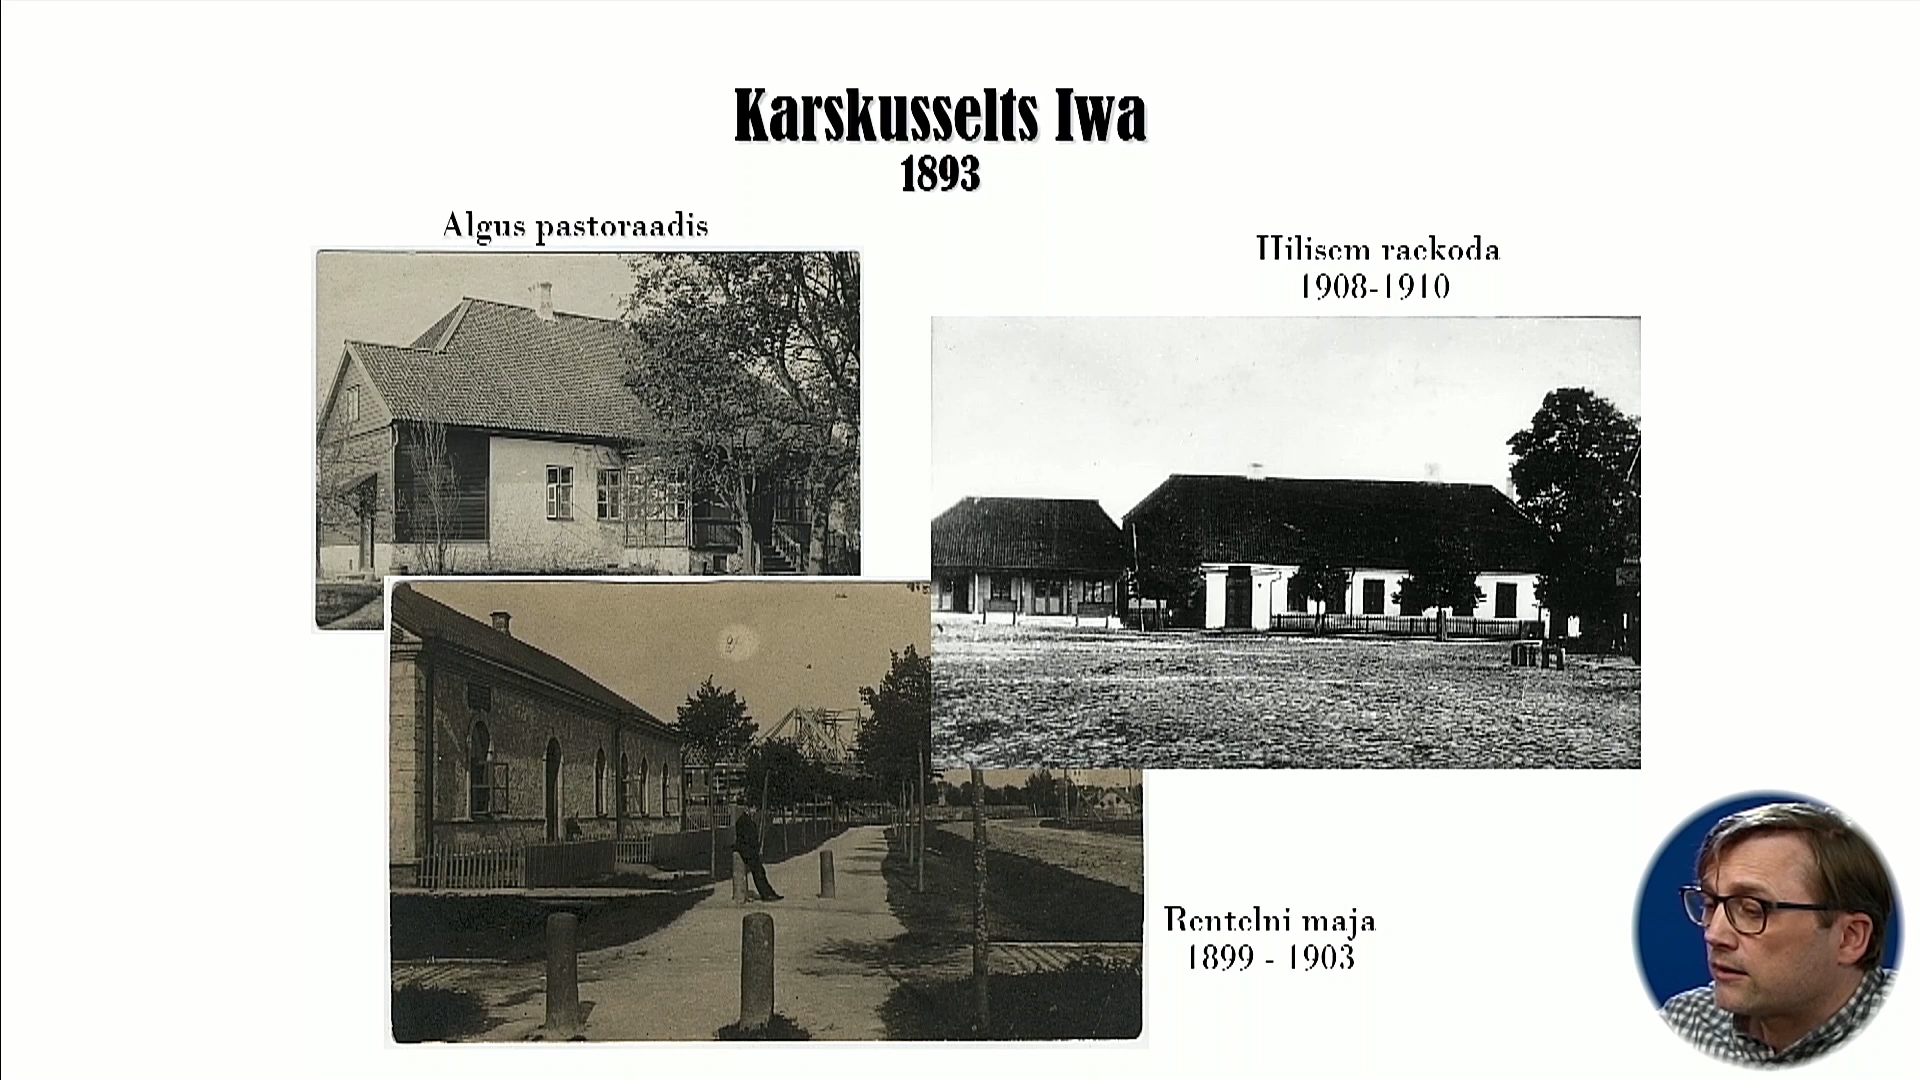 Karskusselts Iwa
1893
Algus pastoraadis
Hilisem raekoda
1908-1910
Rentelni maja
1899 - 1903